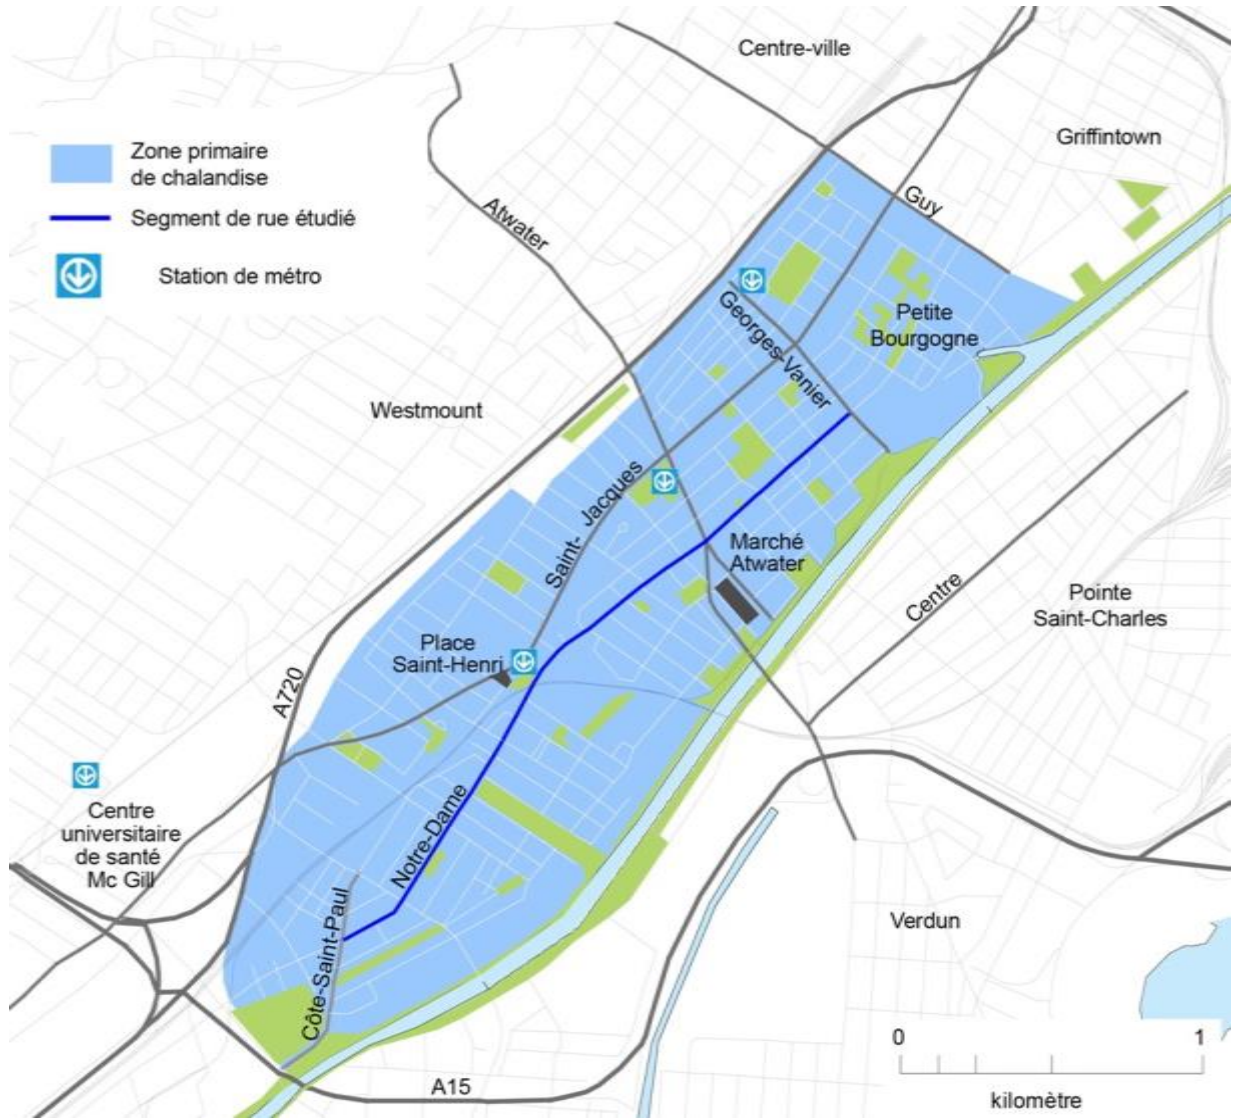 Centre-ville
Griffintown
Zone primaire
de chalandise
Segment de rue étudié
Station de métro
Atwater
Guy
Georges-Vanier
Petite
Bourgogne
Westmount
Saint- Jacques
Marché
Atwater
Centre
Pointe
Saint-Charles
Place
Saint-Henri
A720
Centre
universitaire
de santé
Mc Gill
Notre-Dame
Côte-Saint-Paul
Verdun
A15
0 1
kilomètre